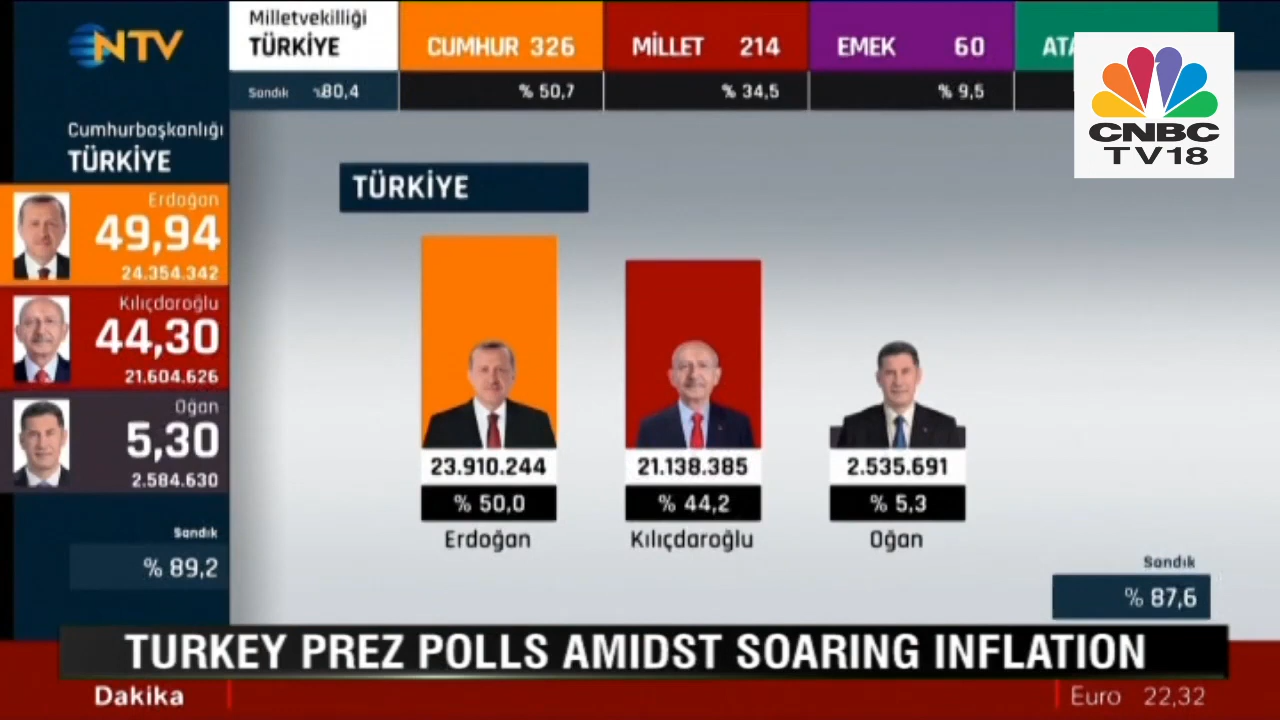 NTV
Milletvekilliği
TÜRKİYE
CUMHUR 326
MİLLET 214
EMEK 60
Sandık %80,4
% 50,7
% 34,5
% 9,5
CNBC
TV18
Cumhurbaşkanlığı
TÜRKİYE
Erdoğan
49,94
24.354.342
Kılıçdaroğlu
44,30
21.604.626
Oğan
5,30
2.584.630
Sandık
% 89,2
TÜRKİYE
23.910.244
% 50,0
Erdoğan
21.138.385
% 44,2
Kılıçdaroğlu
2.535.691
% 5,3
Oğan
Sandık
% 87,6
TURKEY PREZ POLLS AMIDST SOARING INFLATION
Dakika
Euro 22,32